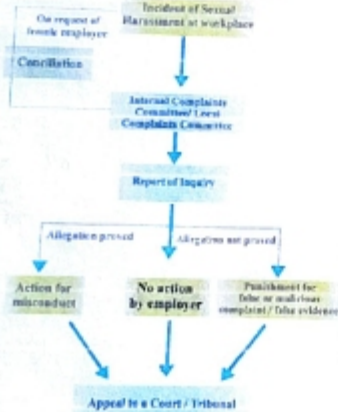 Incident of Sexual
Harassment at workplace
On request of
female employer
Conciliation
Internal Complaints
Committee/ Local
Complaints Committee
Report of Inquiry
Allegation proved
Allegation not proved
Action for
misconduct
No action
by employer
Punishment for
false or malicious
complaint / false evidence
Appeal to a Court / Tribunal